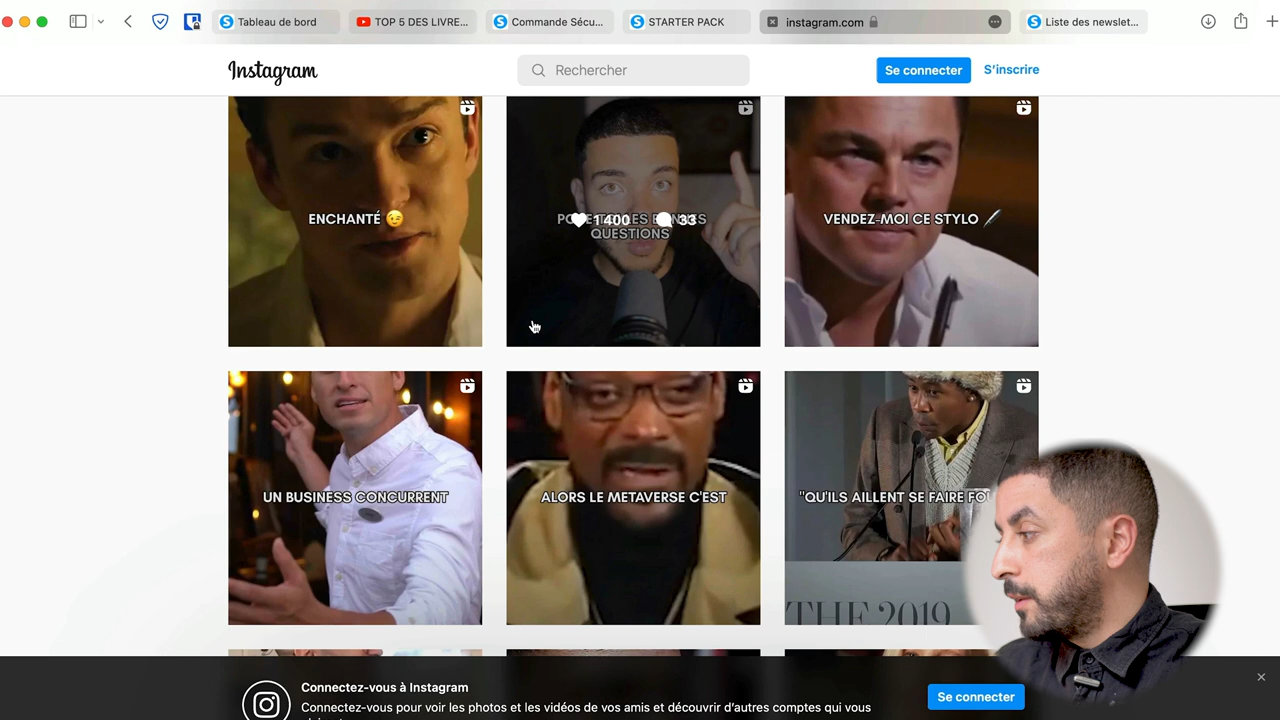 Tableau de bord
TOP 5 DES LIVRE...
Commande Sécu...
STARTER PACK
instagram.com
Liste des newslet...
Instagram
Rechercher
Se connecter
S'inscrire
ENCHANTÉ 😉
1 400
33
QUESTIONS
VENDEZ-MOI CE STYLO
UN BUSINESS CONCURRENT
ALORS LE METAVERSE C'EST
"QU'ILS AILLENT SE FAIRE
THE 2019
Connectez-vous à Instagram
Se connecter
Connectez-vous pour voir les photos et les vidéos de vos amis et découvrir d'autres comptes qui vous